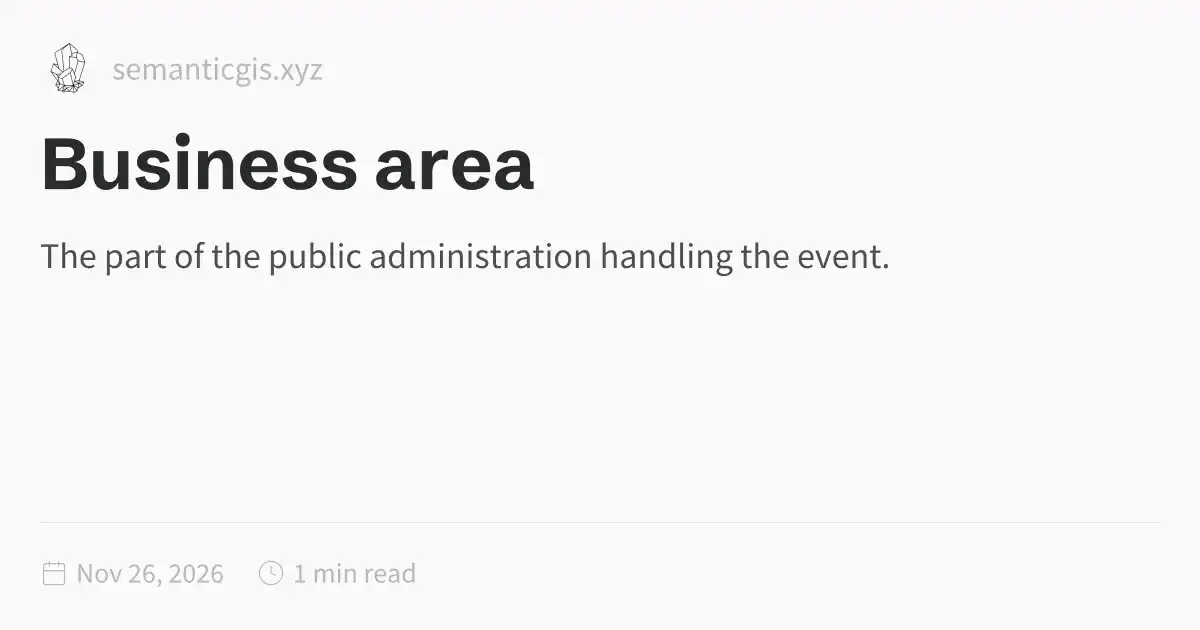 semanticgis.xyz
Business area
The part of the public administration handling the event.
Nov 26, 2026 1 min read